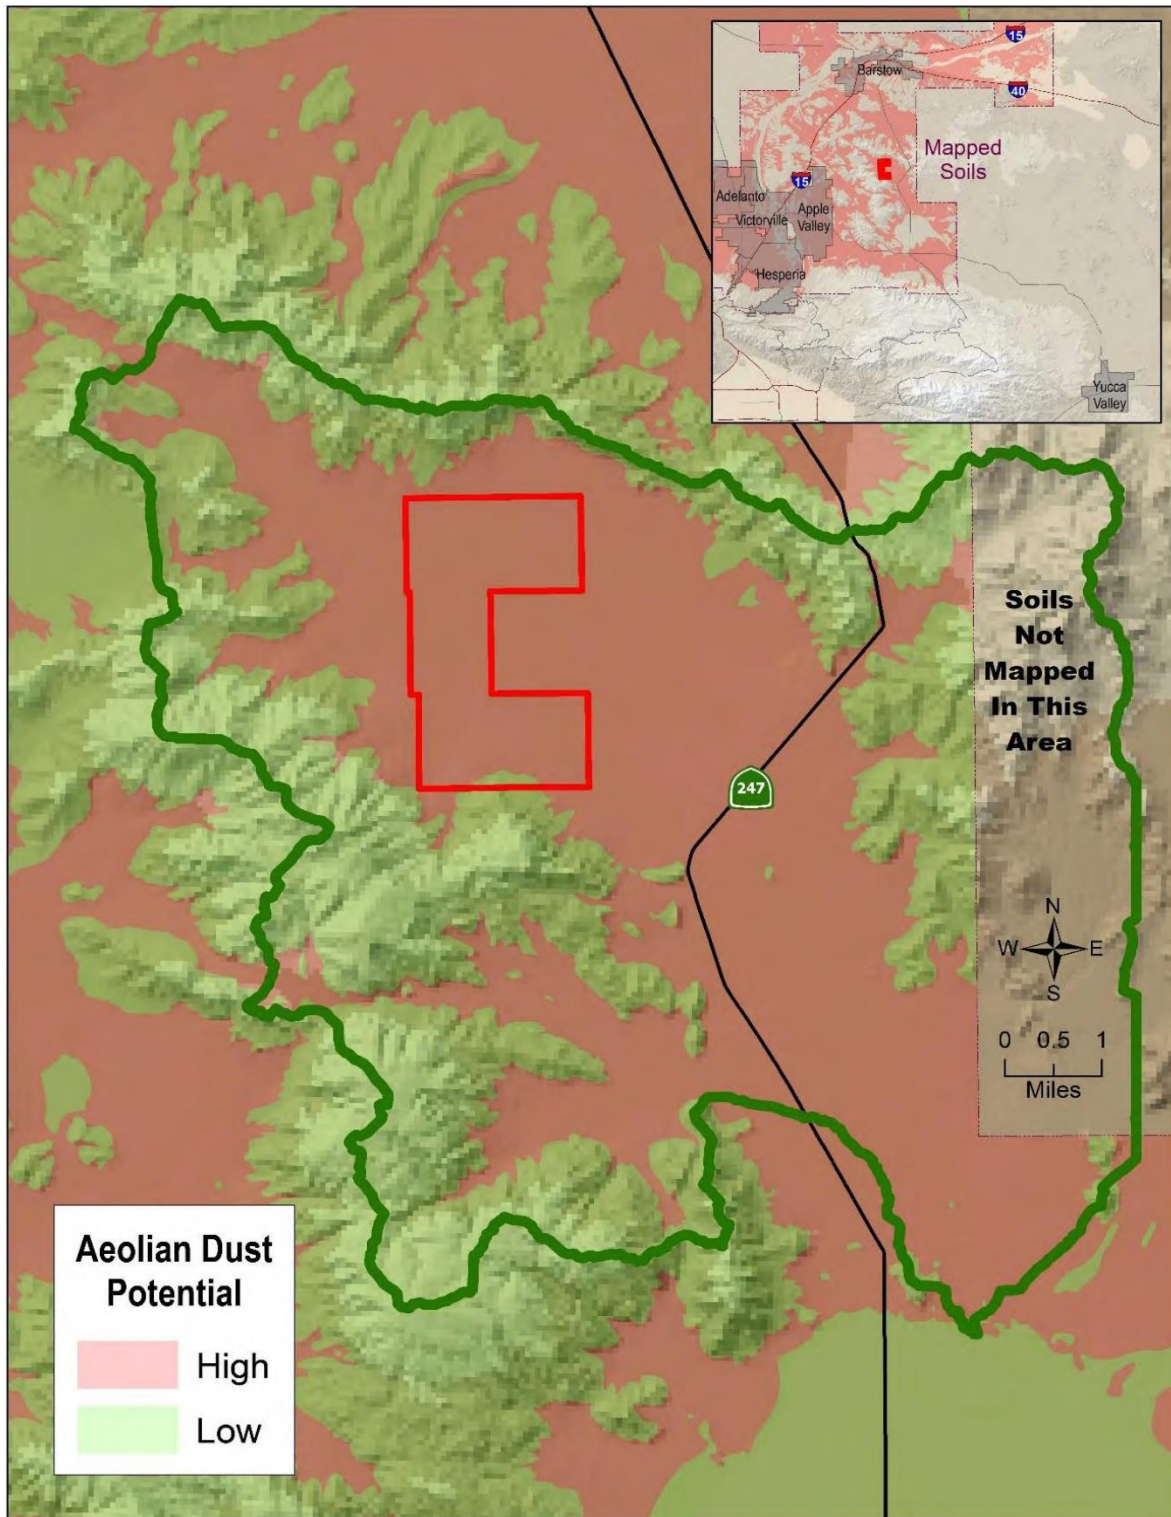 15
Barstow
40
Mapped
Soils
15
Adelanto
Victorville
Apple
Valley
Hesperia
Yucca
Valley
Soils
Not
Mapped
In This
Area
247
N
W E
S
0 0.5 1
Miles
Aeolian Dust
Potential
High
Low